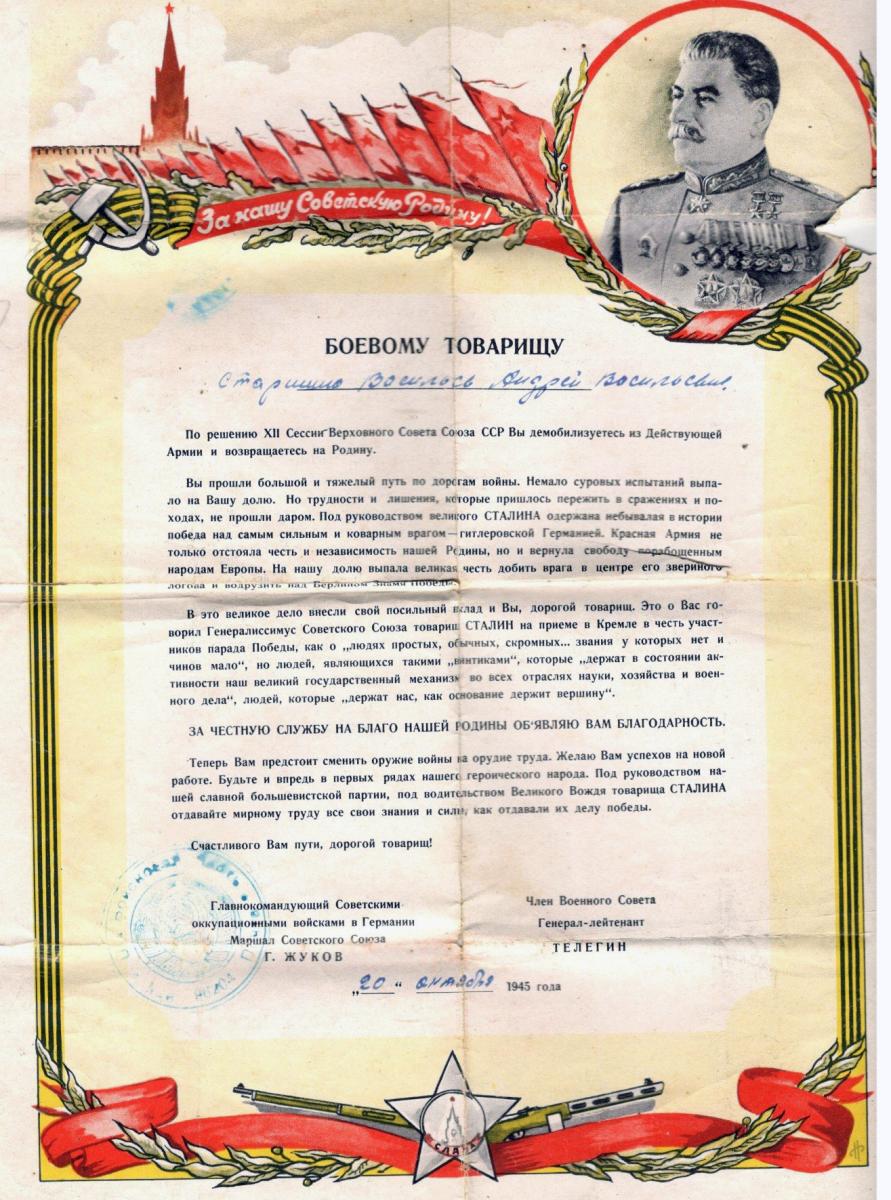 За нашу Советскую Родину!
БОЕВОМУ ТОВАРИЩУ
Андрей Васильевич
По решению XII Сессии Верховного Совета Союза ССР Вы демобилизуетесь из Действующей
Армии и возвращаетесь на Родину.
Вы прошли большой и тяжелый путь по дорогам войны. Немало суровых испытаний выпа-
ло на Вашу долю. Но трудности и лишения, которые пришлось пережить в сражениях и по-
ходах, не прошли даром. Под руководством великого СТАЛИНА одержана небывалая в истории
победа над самым сильным и коварным врагом—гитлеровской Германией. Красная Армия не
только отстояла честь и независимость нашей Родины, но и вернула свободу порабощенным
народам Европы. На нашу долю выпала великая честь добить врага в центре его звериного
логова и водрузить над Берлином Знамя Победы.
В это великое дело внесли свой посильный вклад и Вы, дорогой товарищ. Это о Вас го-
ворил Генералиссимус Советского Союза товарищ СТАЛИН на приеме в Кремле в честь участ-
ников парада Победы, как о „людях простых, обычных, скромных... звания у которых нет и
чинов мало“, но людей, являющихся такими „винтиками“, которые „держат в состоянии ак-
тивности наш великий государственный механизм во всех отраслях науки, хозяйства и воен-
ного дела“, людей, которые „держат нас, как основание держит вершину“.
ЗА ЧЕСТНУЮ СЛУЖБУ НА БЛАГО НАШЕЙ РОДИНЫ ОБ'ЯВЛЯЮ ВАМ БЛАГОДАРНОСТЬ.
Теперь Вам предстоит сменить оружие войны на орудие труда. Желаю Вам успехов на новой
работе. Будьте и впредь в первых рядах нашего героического народа. Под руководством на-
шей славной большевистской партии, под водительством Великого Вождя товарища СТАЛИНА
отдавайте мирному труду все свои знания и силы, как отдавали их делу победы.
Счастливого Вам пути, дорогой товарищ!
Главнокомандующий Советскими
оккупационными войсками в Германии
Маршал Советского Союза
Г. ЖУКОВ
Член Военного Совета
Генерал-лейтенант
ТЕЛЕГИН
„20“ октября 1945 года
СЛАВА